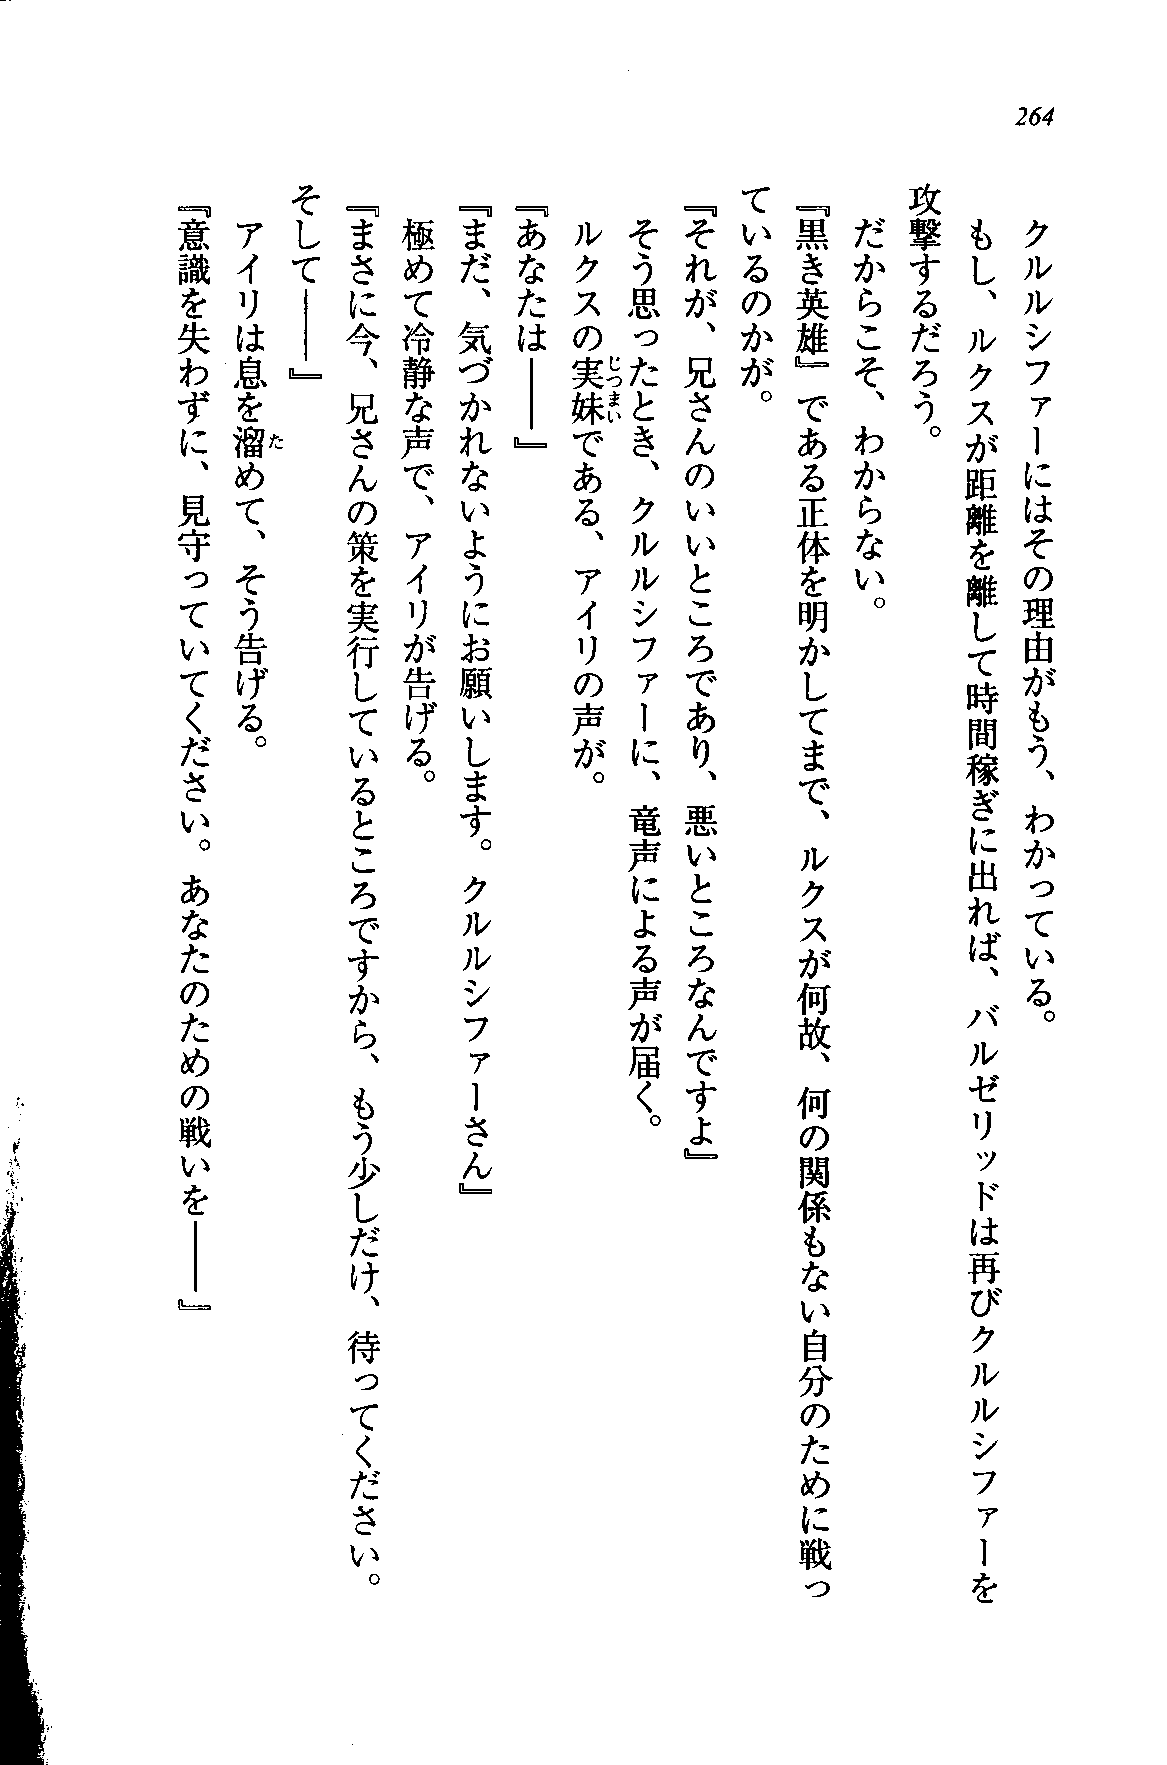 264
クルルシファーにはその理由がもう、わかっている。
もし、ルクスが距離を離して時間稼ぎに出れば、バルゼリッドは再びクルルシファーを
攻撃するだろう。
だからこそ、わからない。
『黒き英雄』である正体を明かしてまで、ルクスが何故、何の関係もない自分のために戦っ
ているのかが。
『それが、兄さんのいいところであり、悪いところなんですよ』
そう思ったとき、クルルシファーに、竜声による声が届く。
ルクスの実妹である、アイリの声が。
じつまい
『あなたは――』
『まだ、気づかれないようにお願いします。クルルシファーさん』
極めて冷静な声で、アイリが告げる。
『まさに今、兄さんの策を実行しているところですから、もう少しだけ、待ってください。
そして――』
アイリは息を溜めて、そう告げる。
た
『意識を失わずに、見守っていてください。あなたのための戦いを――』